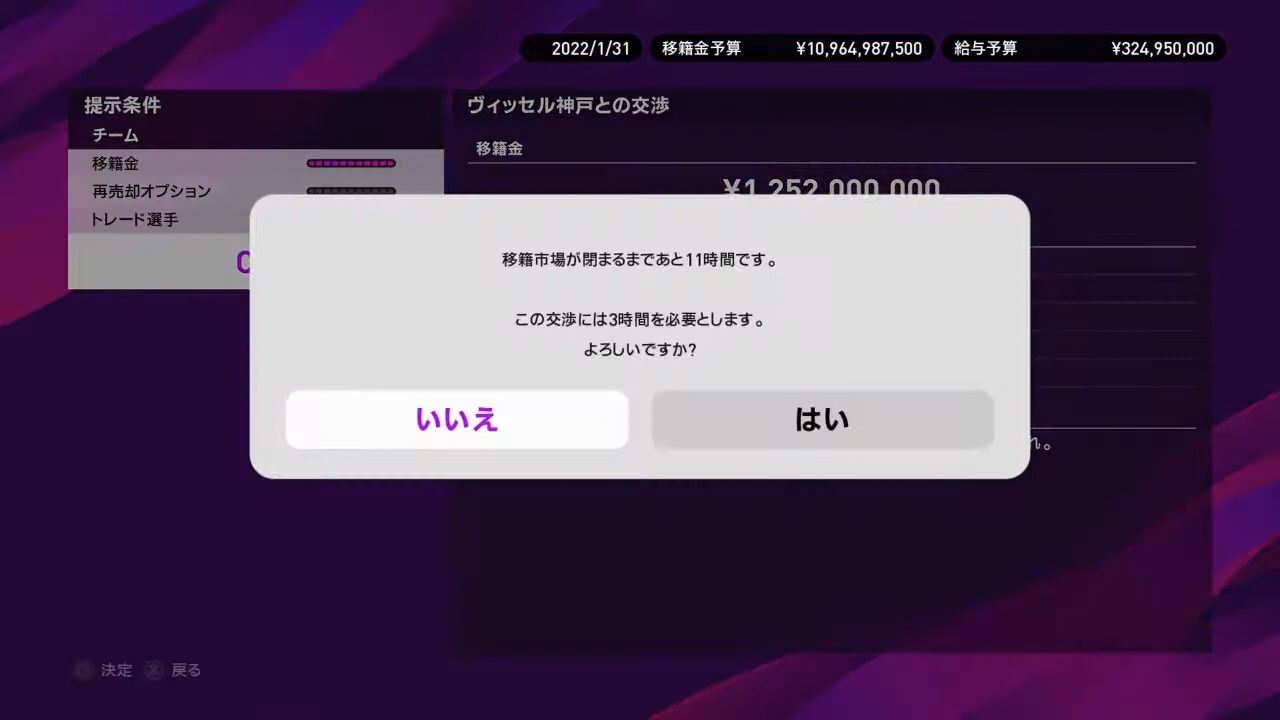 2022/1/31 移籍金予算 ¥10,964,987,500 給与予算 ¥324,950,000
提示条件
チーム
移籍金
再売却オプション
トレード選手
ヴィッセル神戸との交渉
移籍金
¥1,252,000,000
移籍市場が閉まるまであと11時間です。
この交渉には3時間を必要とします。
よろしいですか?
いいえ はい
決定 戻る